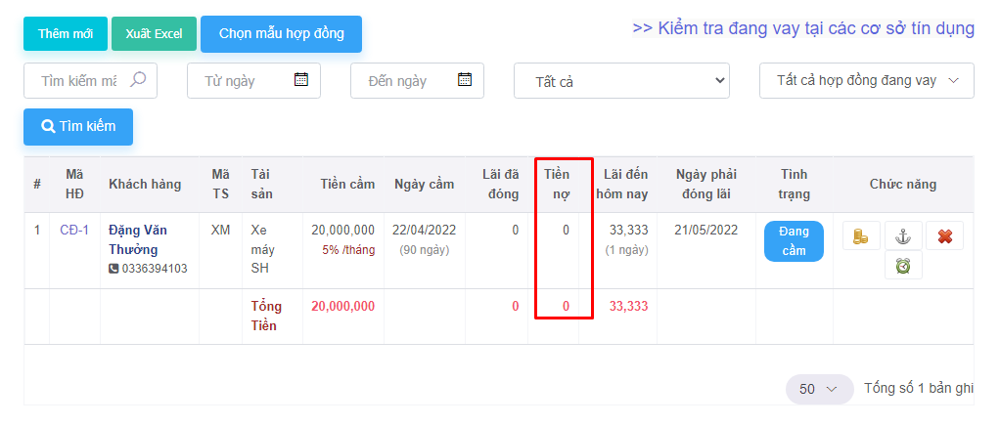 Thêm mới Xuất Excel Chọn mẫu hợp đồng >> Kiểm tra đang vay tại các cơ sở tín dụng
Tìm kiếm mã Từ ngày Đến ngày Tất cả Tất cả hợp đồng đang vay
Tìm kiếm
# Mã HĐ Khách hàng Mã TS Tài sản Tiền cầm Ngày cầm Lãi đã đóng Tiền nợ Lãi đến hôm nay Ngày phải đóng lãi Tình trạng Chức năng
1 CĐ-1 Đặng Văn Thưởng XM Xe máy SH 20,000,000 22/04/2022 0 0 33,333 21/05/2022 Đang cầm
0336394103 5% /tháng (90 ngày) (1 ngày)
Tổng Tiền 20,000,000 0 0 33,333
50 Tổng số 1 bản ghi